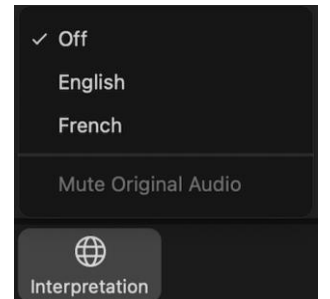 Off
English
French
Mute Original Audio
Interpretation